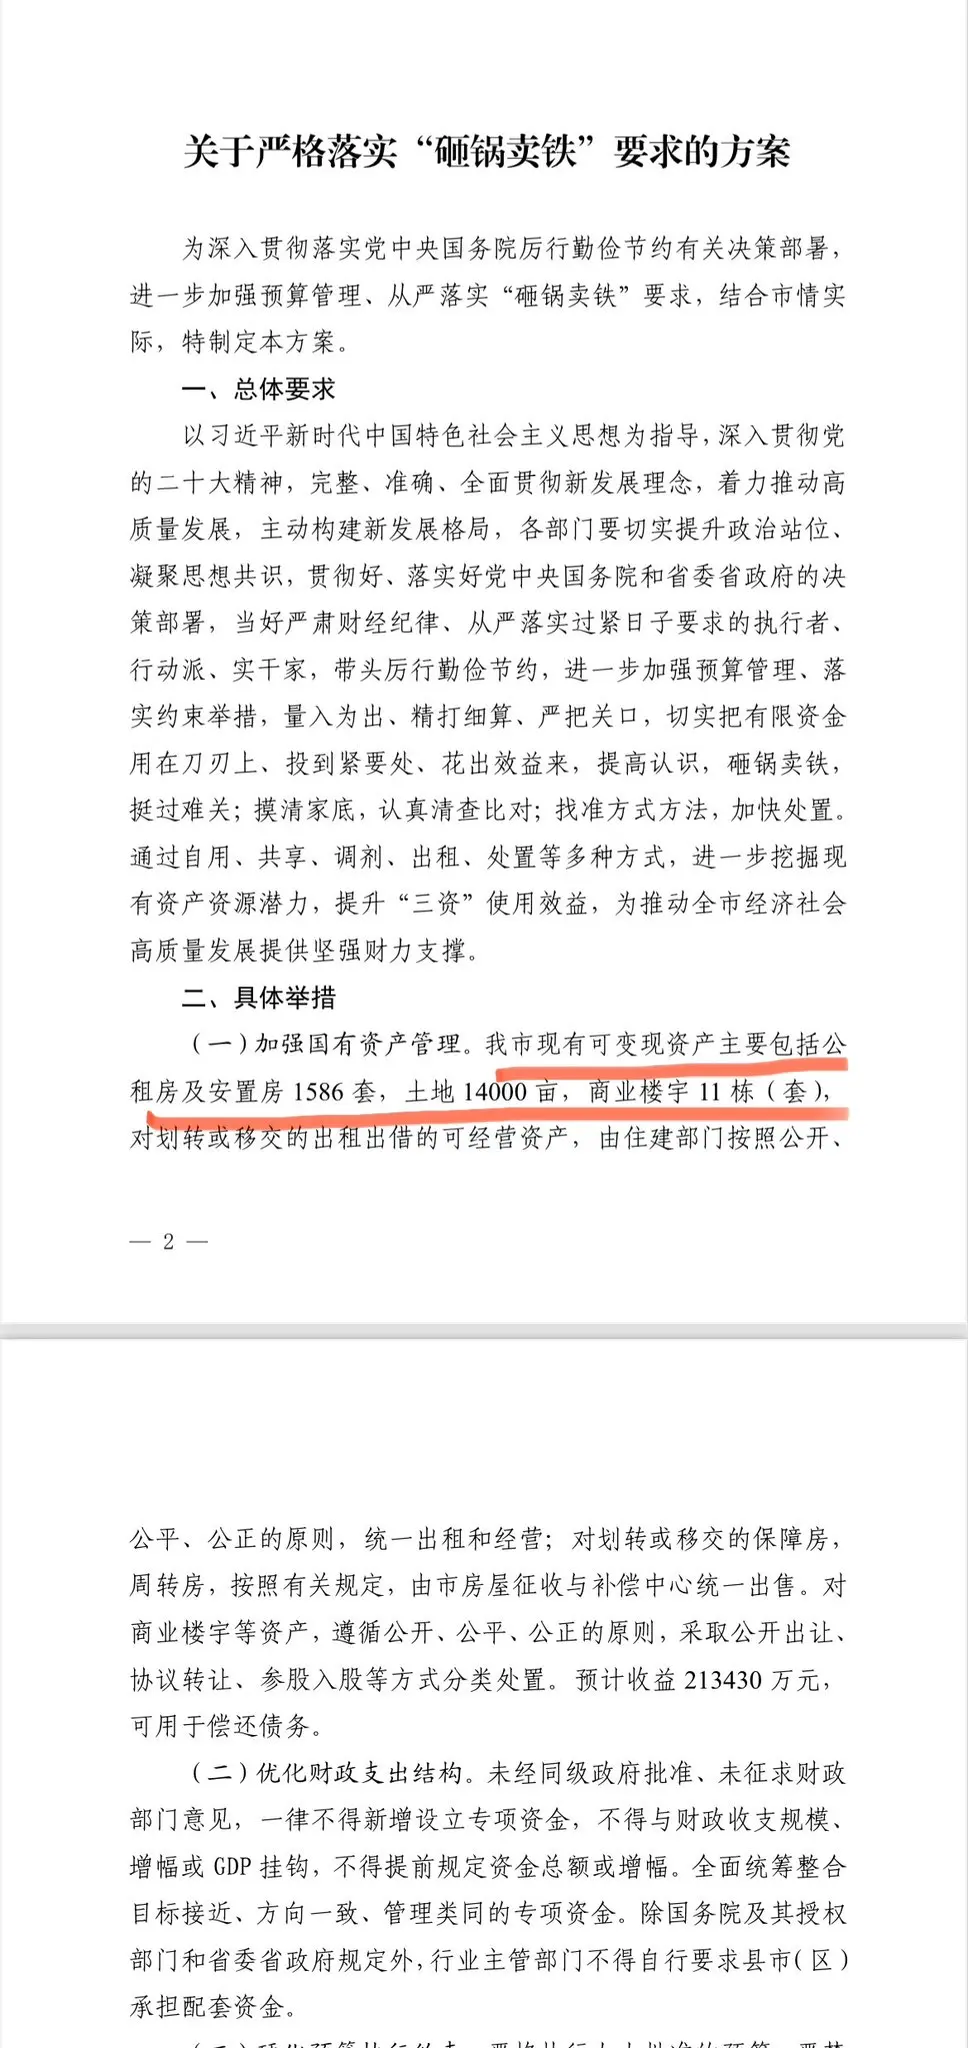 关于严格落实“砸锅卖铁”要求的方案
为深入贯彻落实党中央国务院厉行勤俭节约有关决策部署，
进一步加强预算管理、从严落实“砸锅卖铁”要求，结合市情实
际，特制定本方案。
一、总体要求
以习近平新时代中国特色社会主义思想为指导，深入贯彻党
的二十大精神，完整、准确、全面贯彻新发展理念，着力推动高
质量发展，主动构建新发展格局，各部门要切实提升政治站位、
凝聚思想共识，贯彻好、落实好党中央国务院和省委省政府的决
策部署，当好严肃财经纪律、从严落实过紧日子要求的执行者、
行动派、实干家，带头厉行勤俭节约，进一步加强预算管理、落
实约束举措，量入为出、精打细算、严把关口，切实把有限资金
用在刀刃上、投到紧要处、花出效益来，提高认识，砸锅卖铁，
挺过难关；摸清家底，认真清查比对；找准方式方法，加快处置。
通过自用、共享、调剂、出租、处置等多种方式，进一步挖掘现
有资产资源潜力，提升“三资”使用效益，为推动全市经济社会
高质量发展提供坚强财力支撑。
二、具体举措
（一）加强国有资产管理。我市现有可变现资产主要包括公
租房及安置房 1586 套，土地 14000 亩，商业楼宇 11 栋（套），
对划转或移交的出租出借的可经营资产，由住建部门按照公开、
— 2 —
公平、公正的原则，统一出租和经营；对划转或移交的保障房，
周转房，按照有关规定，由市房屋征收与补偿中心统一出售。对
商业楼宇等资产，遵循公开、公平、公正的原则，采取公开出让、
协议转让、参股入股等方式分类处置。预计收益 213430 万元，
可用于偿还债务。
（二）优化财政支出结构。未经同级政府批准、未征求财政
部门意见，一律不得新增设立专项资金，不得与财政收支规模、
增幅或 GDP 挂钩，不得提前规定资金总额或增幅。全面统筹整合
目标接近、方向一致、管理类同的专项资金。除国务院及其授权
部门和省委省政府规定外，行业主管部门不得自行要求县市（区）
承担配套资金。